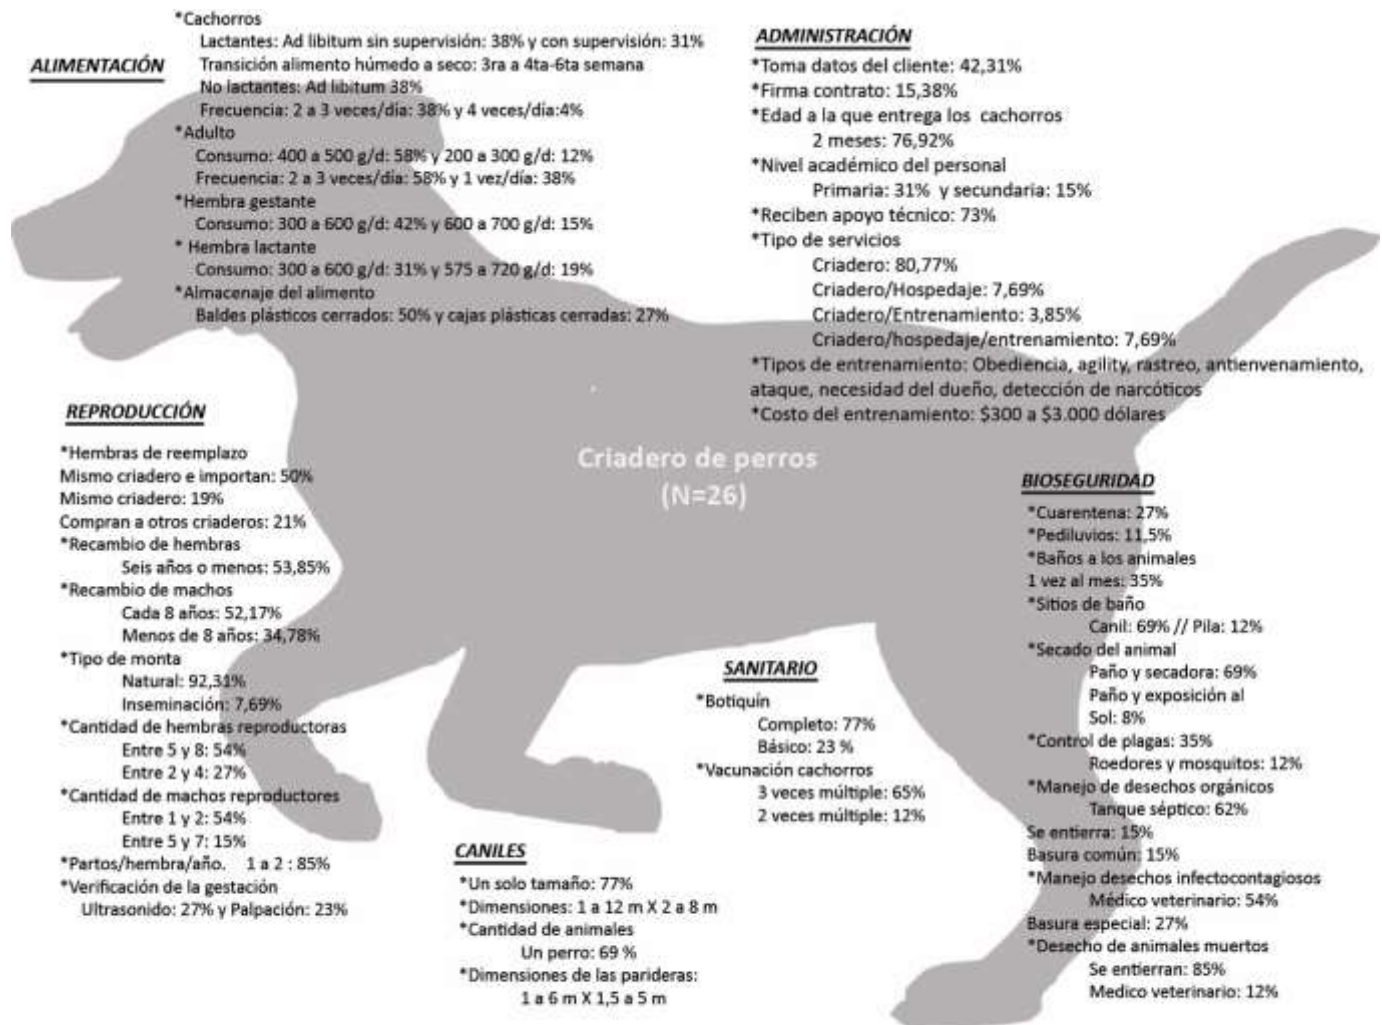 ALIMENTACIÓN
*Cachorros
Lactantes: Ad libitum sin supervisión: 38% y con supervisión: 31%
Transición alimento húmedo a seco: 3ra a 4ta-6ta semana
No lactantes: Ad libitum 38%
Frecuencia: 2 a 3 veces/día: 38% y 4 veces/día:4%
*Adulto
Consumo: 400 a 500 g/d: 58% y 200 a 300 g/d: 12%
Frecuencia: 2 a 3 veces/día: 58% y 1 vez/día: 38%
*Hembra gestante
Consumo: 300 a 600 g/d: 42% y 600 a 700 g/d: 15%
* Hembra lactante
Consumo: 300 a 600 g/d: 31% y 575 a 720 g/d: 19%
*Almacenaje del alimento
Baldes plásticos cerrados: 50% y cajas plásticas cerradas: 27%
ADMINISTRACIÓN
*Toma datos del cliente: 42,31%
*Firma contrato: 15,38%
*Edad a la que entrega los cachorros
2 meses: 76,92%
*Nivel académico del personal
Primaria: 31% y secundaria: 15%
*Reciben apoyo técnico: 73%
*Tipo de servicios
Criadero: 80,77%
Criadero/Hospedaje: 7,69%
Criadero/Entrenamiento: 3,85%
Criadero/hospedaje/entrenamiento: 7,69%
*Tipos de entrenamiento: Obediencia, agility, rastreo, antienvenamiento,
ataque, necesidad del dueño, detección de narcóticos
*Costo del entrenamiento: $300 a $3.000 dólares
Criadero de perros
(N=26)
REPRODUCCIÓN
*Hembras de reemplazo
Mismo criadero e importan: 50%
Mismo criadero: 19%
Compran a otros criaderos: 21%
*Recambio de hembras
Seis años o menos: 53,85%
*Recambio de machos
Cada 8 años: 52,17%
Menos de 8 años: 34,78%
*Tipo de monta
Natural: 92,31%
Inseminación: 7,69%
*Cantidad de hembras reproductoras
Entre 5 y 8: 54%
Entre 2 y 4: 27%
*Cantidad de machos reproductores
Entre 1 y 2: 54%
Entre 5 y 7: 15%
*Partos/hembra/año. 1 a 2 : 85%
*Verificación de la gestación
Ultrasonido: 27% y Palpación: 23%
CANILES
*Un solo tamaño: 77%
*Dimensiones: 1 a 12 m X 2 a 8 m
*Cantidad de animales
Un perro: 69 %
*Dimensiones de las parideras:
1 a 6 m X 1,5 a 5 m
SANITARIO
*Botiquín
Completo: 77%
Básico: 23 %
*Vacunación cachorros
3 veces múltiple: 65%
2 veces múltiple: 12%
BIOSEGURIDAD
*Cuarentena: 27%
*Pediluvios: 11,5%
*Baños a los animales
1 vez al mes: 35%
*Sitios de baño
Canil: 69% // Pila: 12%
*Secado del animal
Paño y secadora: 69%
Paño y exposición al
Sol: 8%
*Control de plagas: 35%
Roedores y mosquitos: 12%
*Manejo de desechos orgánicos
Tanque séptico: 62%
Se entierra: 15%
Basura común: 15%
*Manejo desechos infectocontagiosos
Médico veterinario: 54%
Basura especial: 27%
*Desecho de animales muertos
Se entierran: 85%
Medico veterinario: 12%